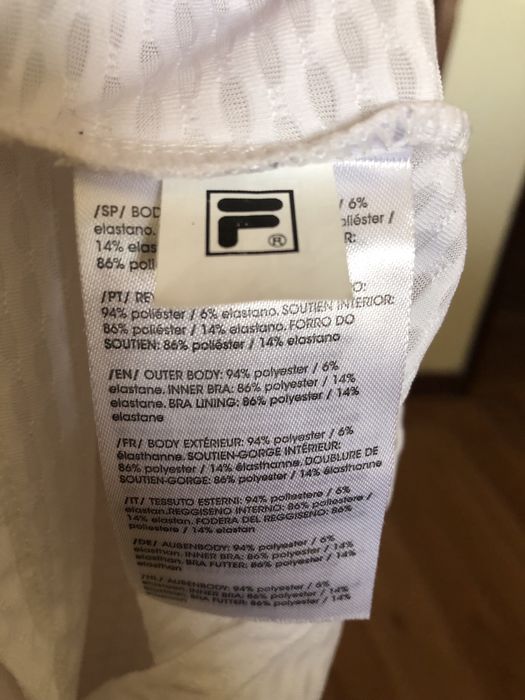 F ®
/SP/ BOD / 6%
elastano. oliéster /
14% elas R:
86% poli
/PT/ RE O:
94% poliéster / 6% elastano. SOUTIEN INTERIOR:
86% poliéster / 14% elastano. FORRO DO
SOUTIEN: 86% poliéster / 14% elastano
/EN/ OUTER BODY: 94% polyester / 6%
elastane. INNER BRA: 86% polyester / 14%
elastane. BRA LINING: 86% polyester / 14%
elastane
/FR/ BODY EXTÉRIEUR: 94% polyester / 6%
élasthanne. SOUTIEN-GORGE INTÉRIEUR:
86% polyester / 14% élasthanne. DOUBLURE DE
SOUTIEN-GORGE: 86% polyester / 14% élasthanne
/IT/ TESSUTO ESTERNI: 94% poliestere / 6%
elastan.REGGISENO INTERNO: 86% poliestere /
14% elastan. FODERA DEL REGGISENO: 86%
poliestere / 14% elastan
/DE/ AUßENBODY: 94% polyester / 6%
elasthan. INNER BRA: 86% polyester / 14%
elasthan. BRA FUTTER: 86% polyester / 14%
/NL/ AUßENBODY: 94% polyester / 6%
elasthan. INNER BRA: 86% polyester / 14%
BRA FUTTER: 86% polyester / 14%